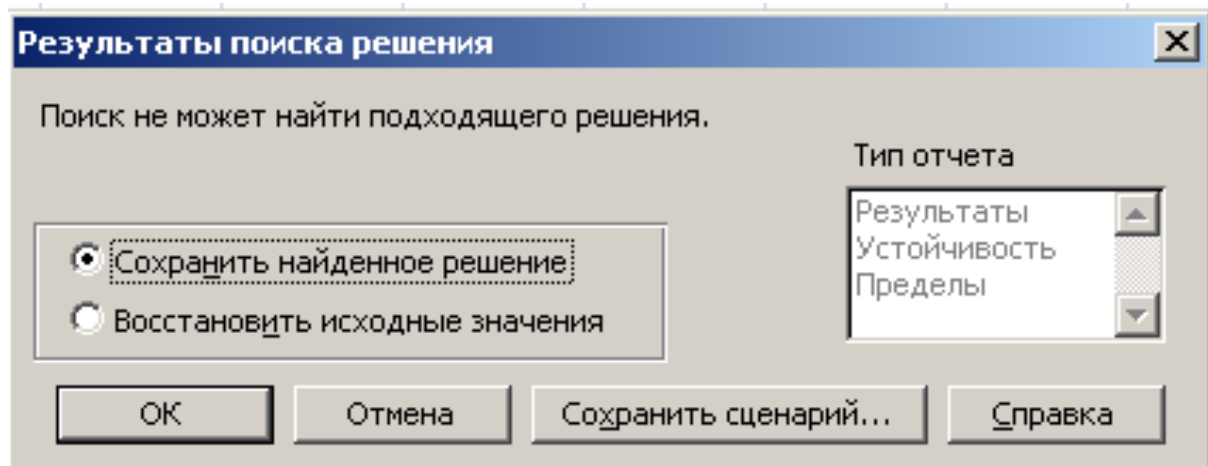 Результаты поиска решения
Поиск не может найти подходящего решения.
Тип отчета
Результаты
Устойчивость
Пределы
Сохранить найденное решение
Восстановить исходные значения
ОК
Отмена
Сохранить сценарий...
Справка